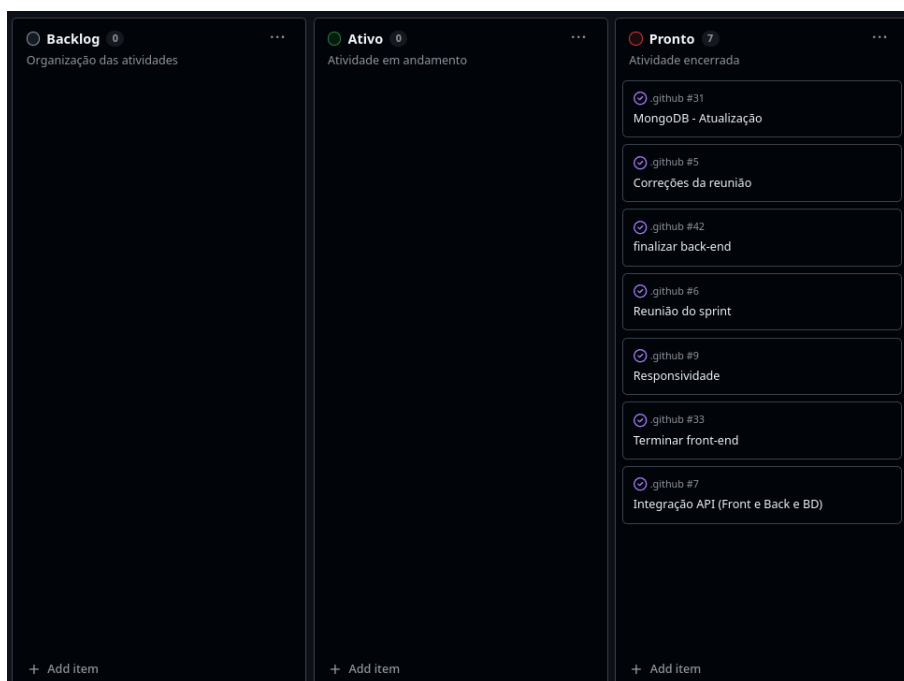 Backlog 0 ...
Organização das atividades
+ Add item
Ativo 0 ...
Atividade em andamento
+ Add item
Pronto 7 ...
Atividade encerrada
.github #31
MongoDB - Atualização
.github #5
Correções da reunião
.github #42
finalizar back-end
.github #6
Reunião do sprint
.github #9
Responsividade
.github #33
Terminar front-end
.github #7
Integração API (Front e Back e BD)
+ Add item